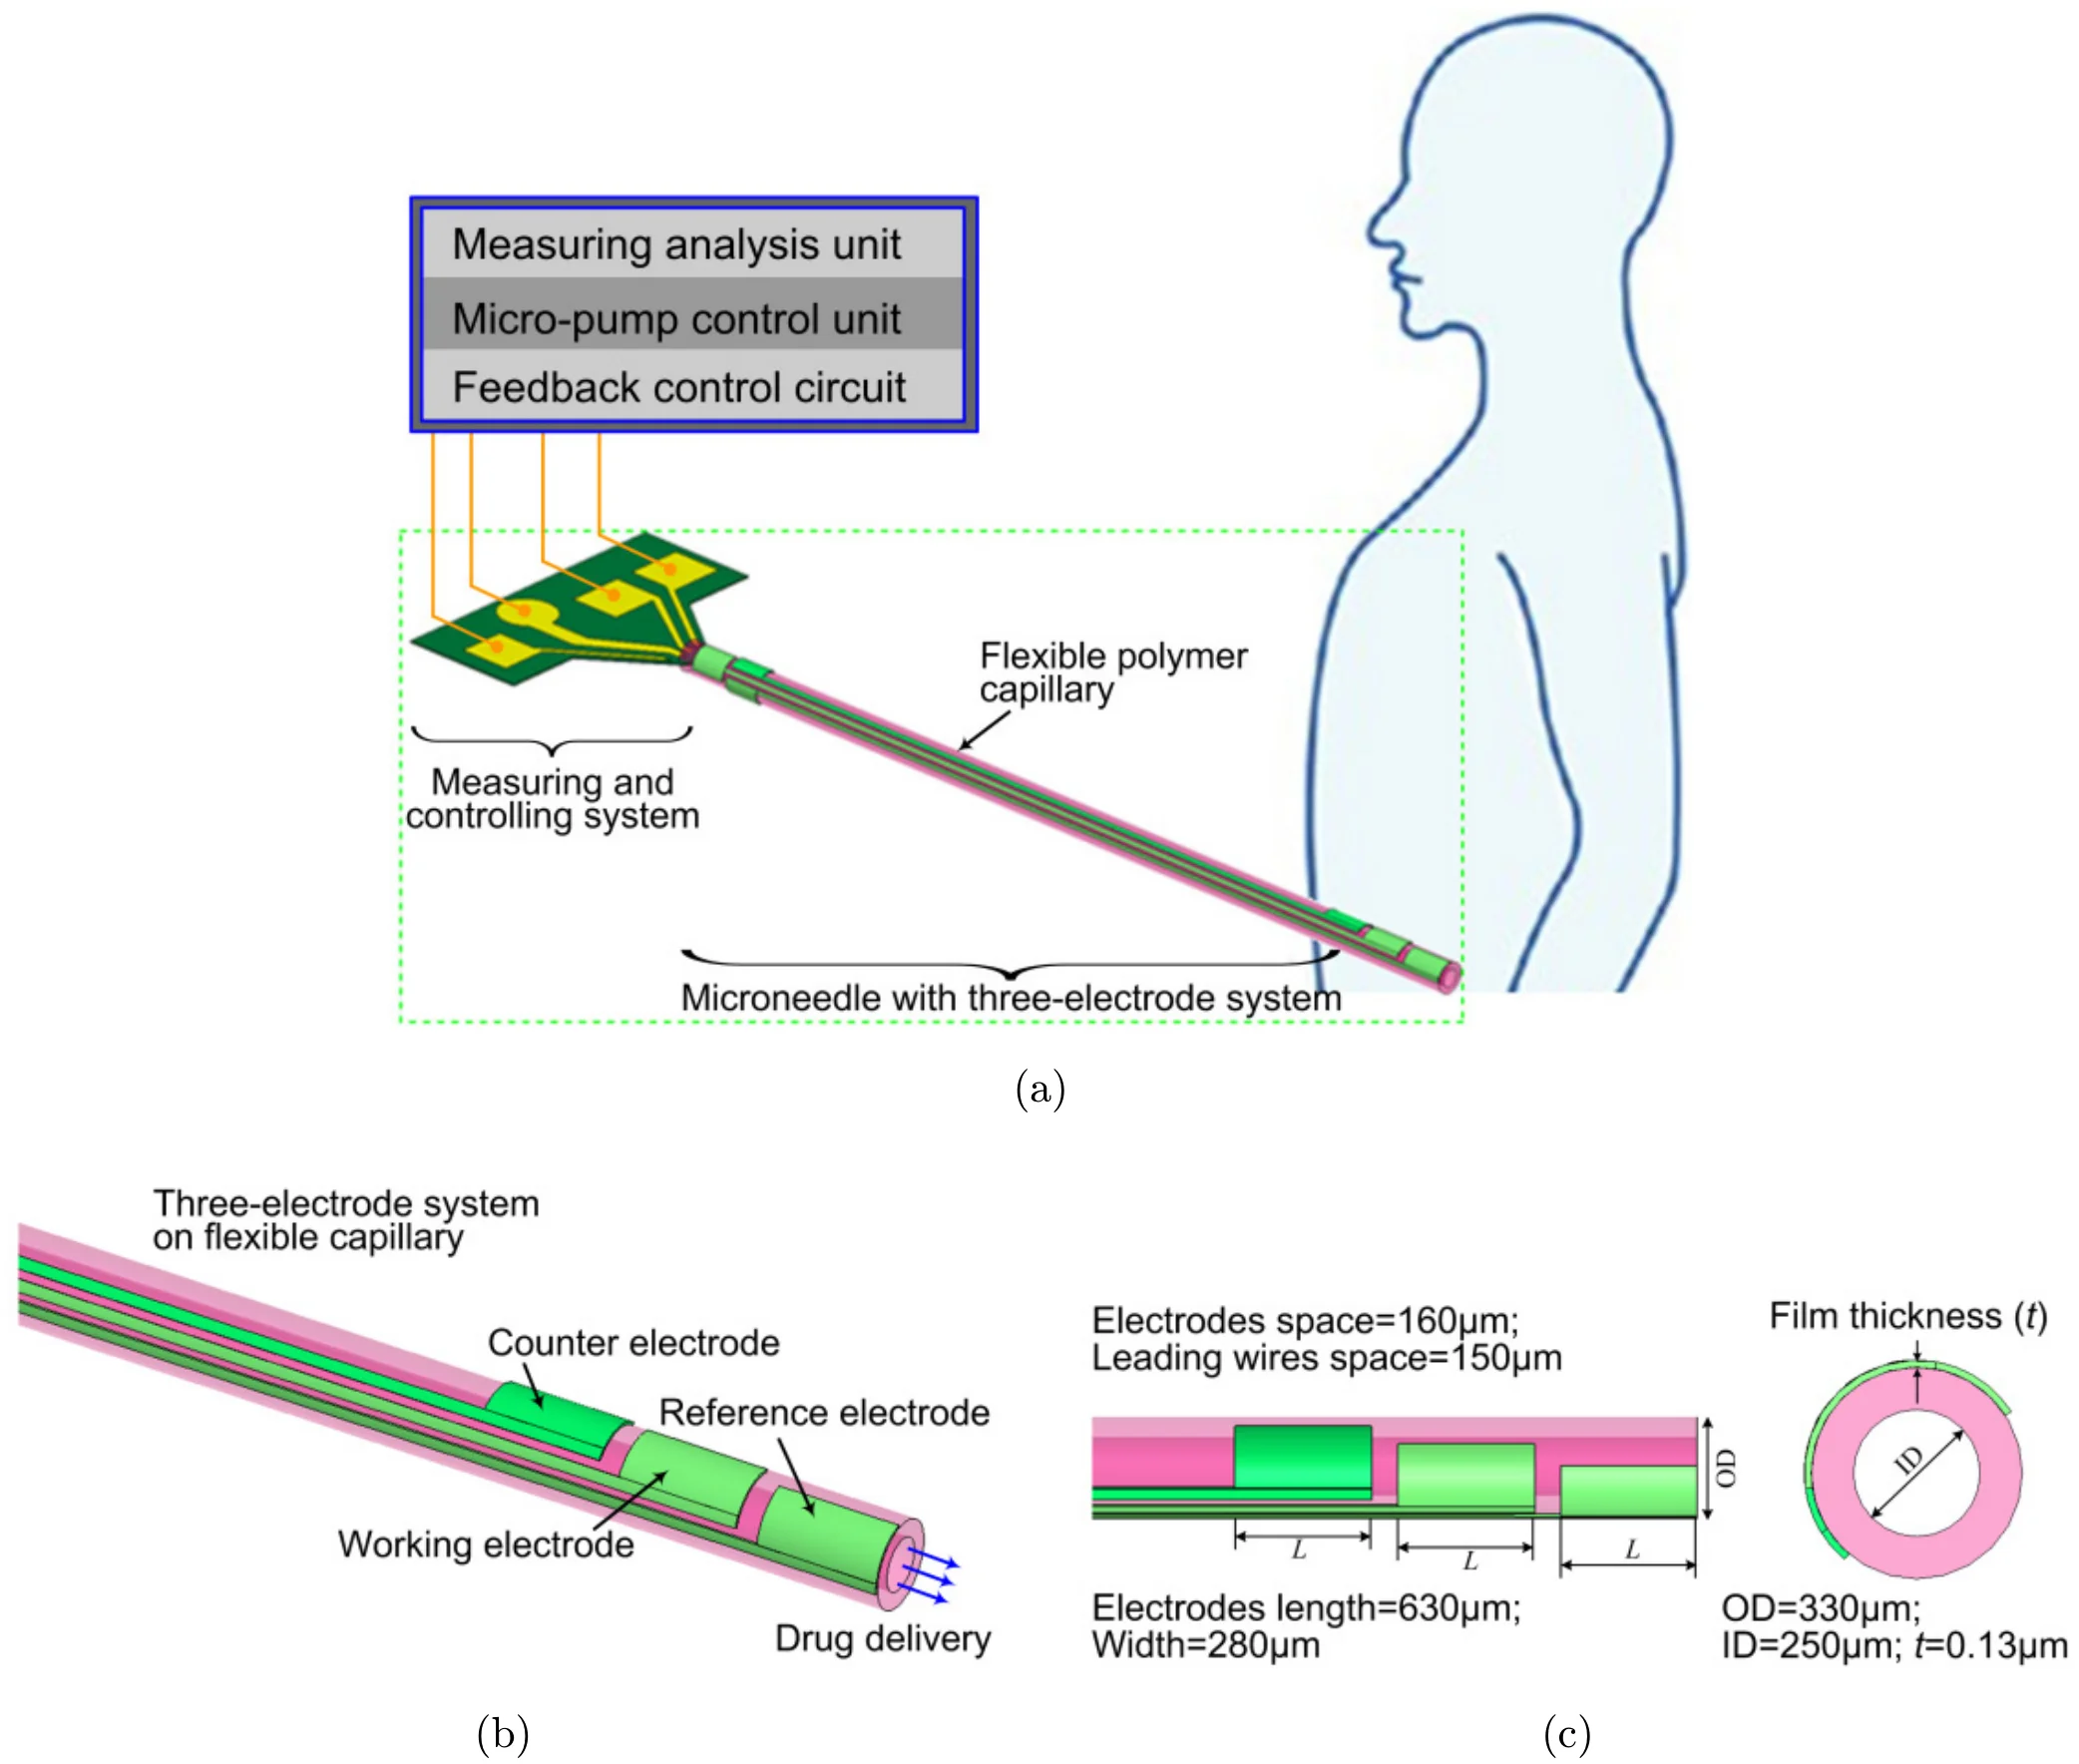 Measuring analysis unit
Micro-pump control unit
Feedback control circuit
Flexible polymer
capillary
Measuring and
controlling system
Microneedle with three-electrode system
(a)
Three-electrode system
on flexible capillary
Counter electrode
Reference electrode
Working electrode
Drug delivery
(b)
Electrodes space=160μm;
Leading wires space=150μm
Film thickness (t)
OD
ID
L
L
L
Electrodes length=630μm;
Width=280μm
OD=330μm;
ID=250μm; t=0.13μm
(c)